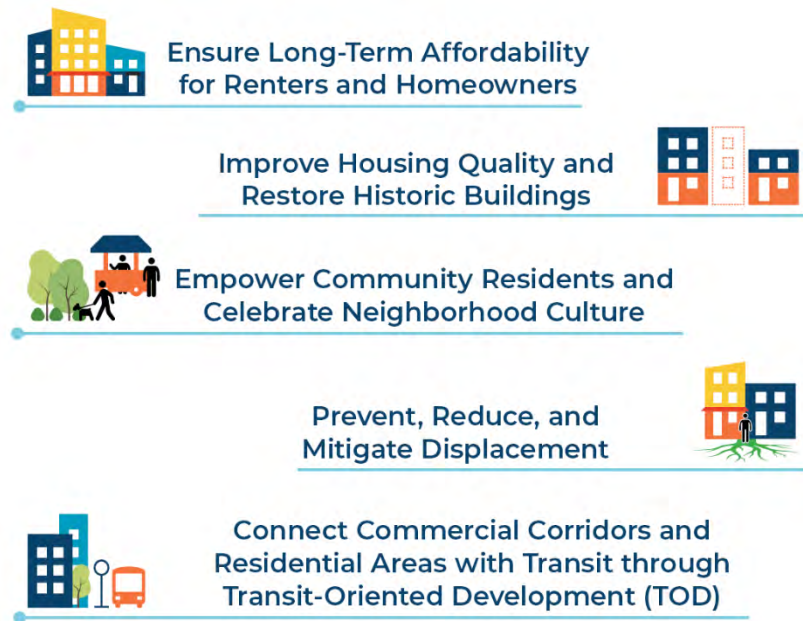 Ensure Long-Term Affordability
for Renters and Homeowners
Improve Housing Quality and
Restore Historic Buildings
Empower Community Residents and
Celebrate Neighborhood Culture
Prevent, Reduce, and
Mitigate Displacement
Connect Commercial Corridors and
Residential Areas with Transit through
Transit-Oriented Development (TOD)